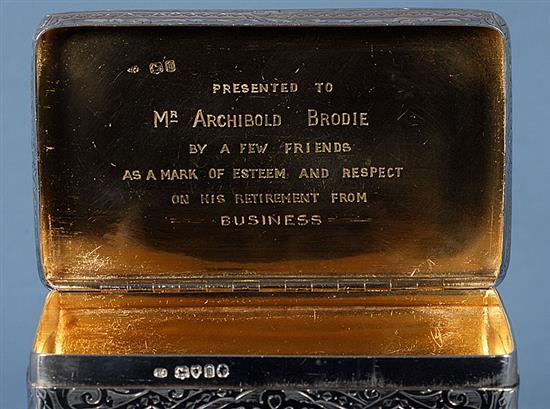 PRESENTED TO
MR ARCHIBOLD BRODIE
BY A FEW FRIENDS
AS A MARK OF ESTEEM AND RESPECT
ON HIS RETIREMENT FROM
BUSINESS